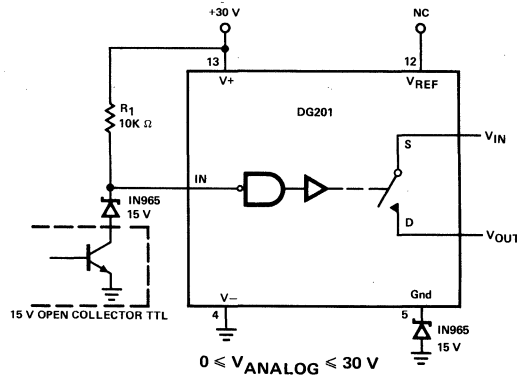 +30 V
NC
13
12
V+
VREF
R1
10K Ω
DG201
S
VIN
IN
IN965
15 V
D
VOUT
V−
Gnd
15 V OPEN COLLECTOR TTL
4
5
IN965
15 V
0 ≤ VANALOG ≤ 30 V